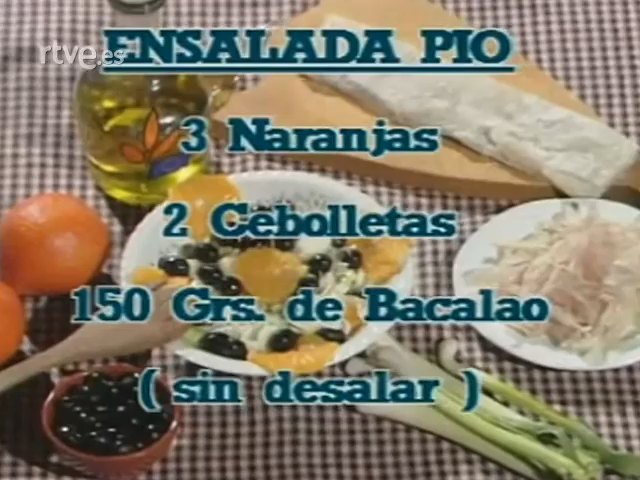 rtve.es
ENSALADA PIO
3 Naranjas
2 Cebolletas
150 Grs. de Bacalao
( sin desalar )